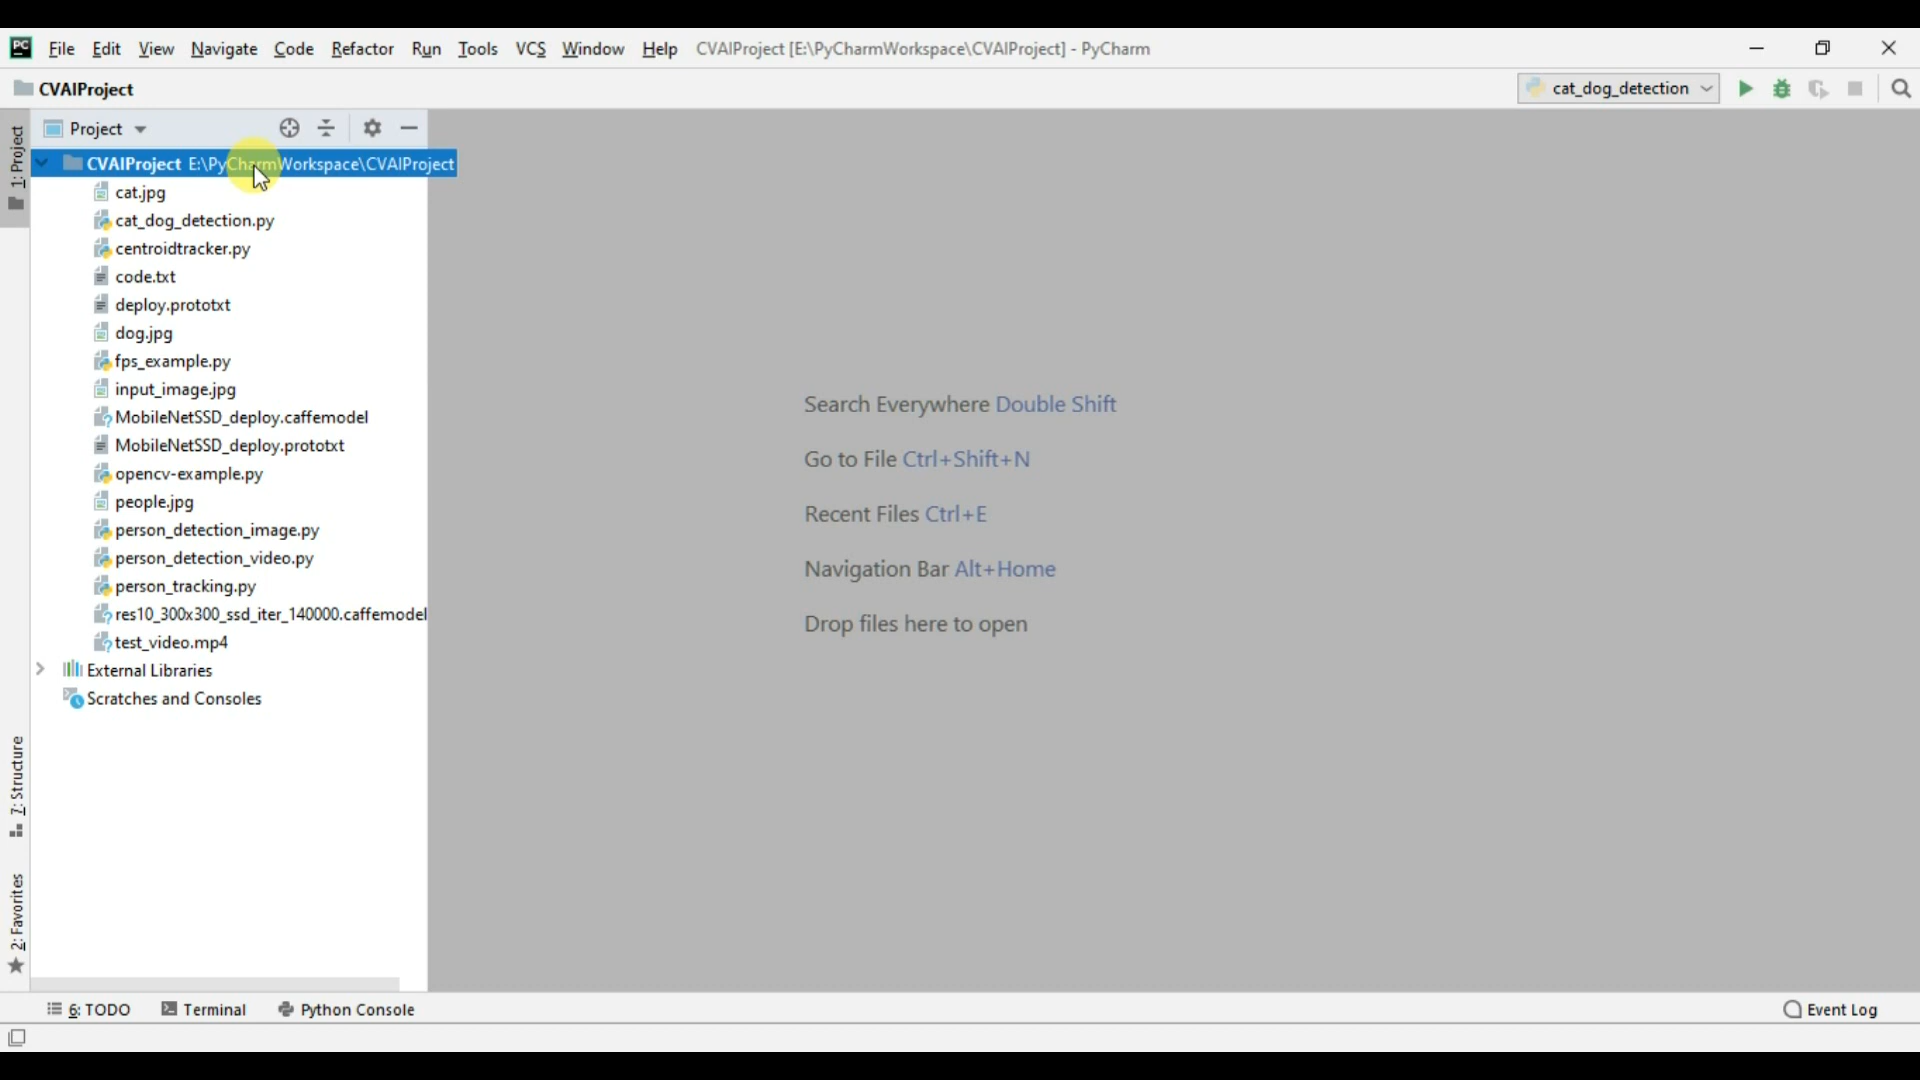 PC File Edit View Navigate Code Refactor Run Tools VCS Window Help CVAIProject [E:\PyCharmWorkspace\CVAIProject] - PyCharm
CVAIProject cat_dog_detection
1: Project
Project
CVAIProject E:\PyCharmWorkspace\CVAIProject
cat.jpg
cat_dog_detection.py
centroidtracker.py
code.txt
deploy.prototxt
dog.jpg
fps_example.py
input_image.jpg
MobileNetSSD_deploy.caffemodel
MobileNetSSD_deploy.prototxt
opencv-example.py
people.jpg
person_detection_image.py
person_detection_video.py
person_tracking.py
res10_300x300_ssd_iter_140000.caffemodel
test_video.mp4
External Libraries
Scratches and Consoles
Search Everywhere Double Shift
Go to File Ctrl+Shift+N
Recent Files Ctrl+E
Navigation Bar Alt+Home
Drop files here to open
7: Structure
2: Favorites
6: TODO Terminal Python Console Event Log